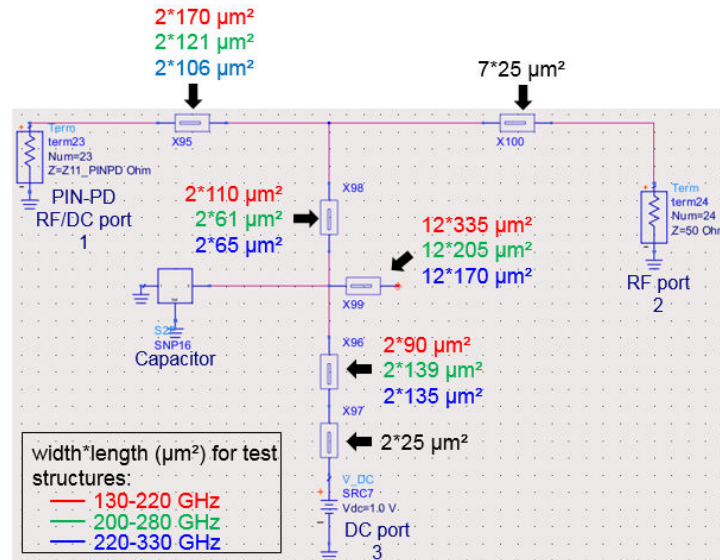 2*170 µm²
2*121 µm²
2*106 µm²
7*25 µm²
Term
term23
Num=23
Z=Z11_PINPD Ohm
X95
X100
PIN-PD
RF/DC port
1
2*110 µm²
2*61 µm²
2*65 µm²
X98
12*335 µm²
12*205 µm²
12*170 µm²
Term
term24
Num=24
Z=50 Ohm
RF port
2
X99
SNP16
Capacitor
X96
2*90 µm²
2*139 µm²
2*135 µm²
X97
2*25 µm²
width*length (µm²) for test
structures:
130-220 GHz
200-280 GHz
220-330 GHz
V_DC
SRC7
Vdc=1.0 V
DC port
3